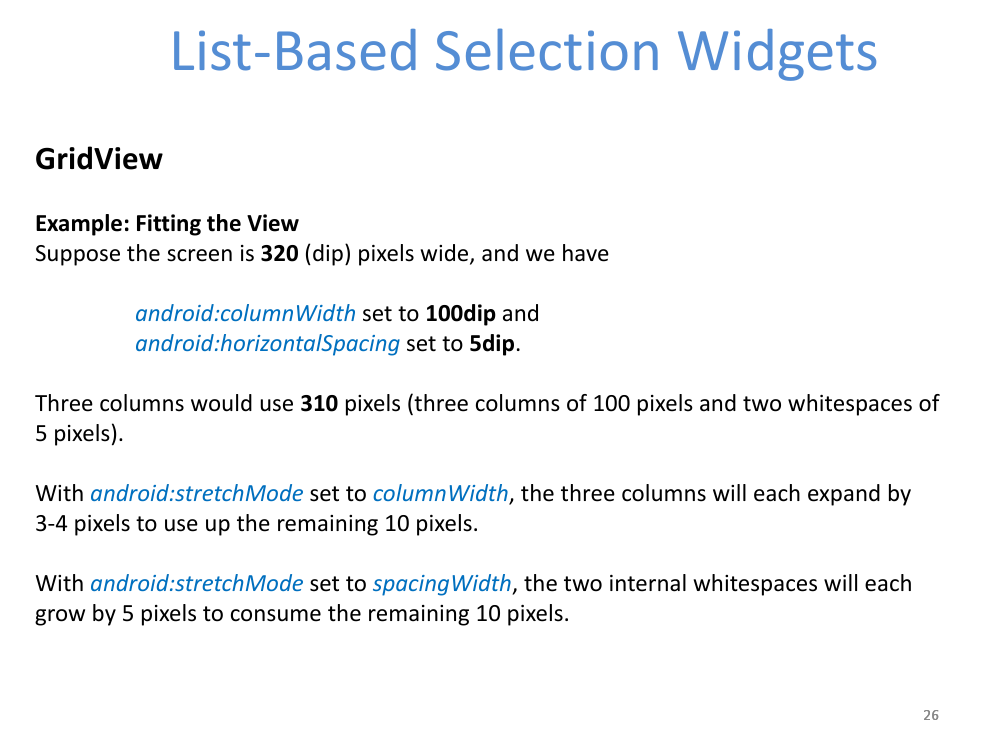 List-Based Selection Widgets
GridView
Example: Fitting the View
Suppose the screen is 320 (dip) pixels wide, and we have
android:columnWidth set to 100dip and
android:horizontalSpacing set to 5dip.
Three columns would use 310 pixels (three columns of 100 pixels and two whitespaces of
5 pixels).
With android:stretchMode set to columnWidth, the three columns will each expand by
3-4 pixels to use up the remaining 10 pixels.
With android:stretchMode set to spacingWidth, the two internal whitespaces will each
grow by 5 pixels to consume the remaining 10 pixels.
26